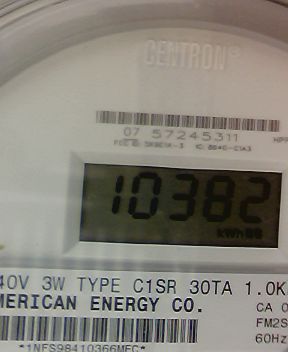 CENTRON®
07 57245311
10382
kWh
40V 3W TYPE C1SR 30TA 1.0K
MERICAN ENERGY CO.
CA 0
FM2S
60Hz
*1NFS98410366MEC*